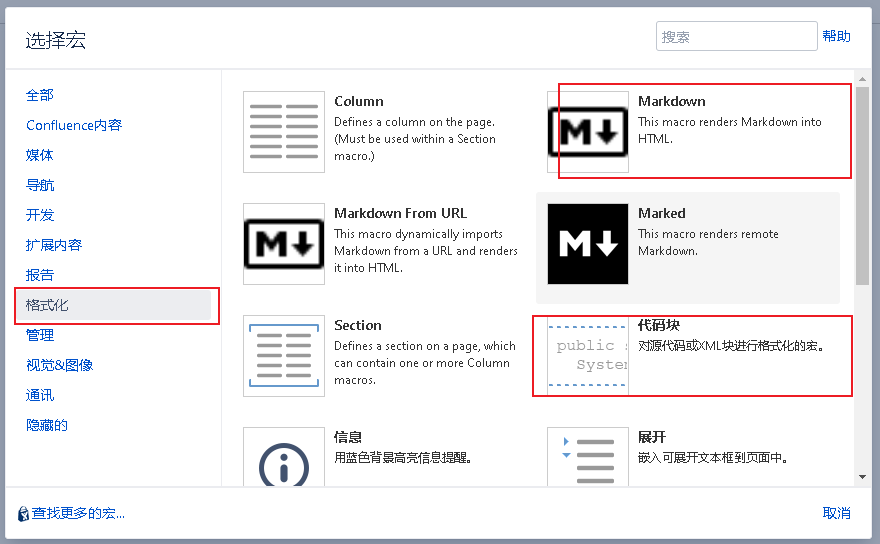 选择宏
搜索
帮助
全部
Confluence内容
媒体
导航
开发
扩展内容
报告
格式化
管理
视觉&图像
通讯
隐藏的
Column
Defines a column on the page.
(Must be used within a Section
macro.)
Markdown
This macro renders Markdown into
HTML.
Markdown From URL
This macro dynamically imports
Markdown from a URL and renders
it into HTML.
Marked
This macro renders remote
Markdown.
Section
Defines a section on a page, which
can contain one or more Column
macros.
public s
System
代码块
对源代码或XML块进行格式化的宏。
信息
用蓝色背景高亮信息提醒。
展开
嵌入可展开文本框到页面中。
查找更多的宏...
取消